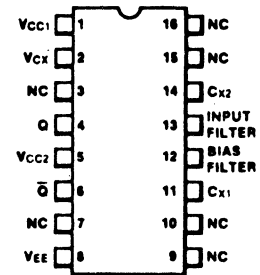 VCC1 1 16 NC
VCX 2 15 NC
NC 3 14 CX2
Q 4 13 INPUT FILTER
VCC2 5 12 BIAS FILTER
Q̅ 6 11 CX1
NC 7 10 NC
VEE 8 9 NC